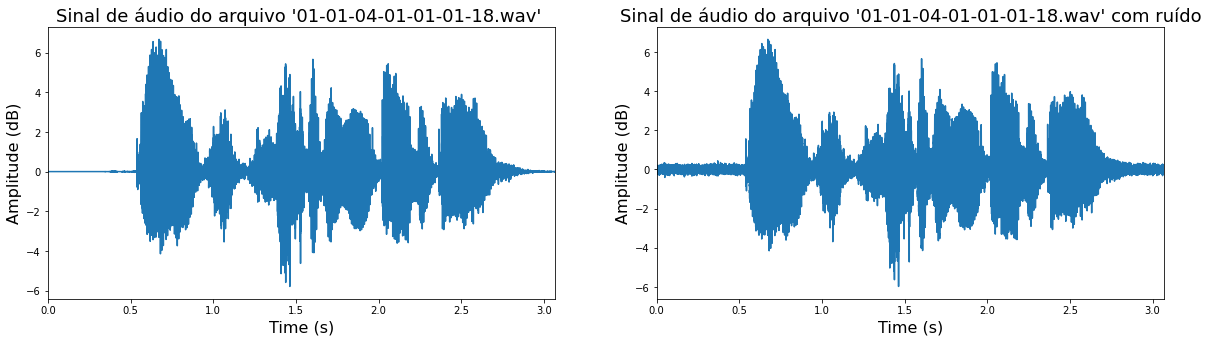 Sinal de áudio do arquivo '01-01-04-01-01-01-18.wav'
Amplitude (dB)
6
4
2
0
−2
−4
−6
0.0 0.5 1.0 1.5 2.0 2.5 3.0
Time (s)
Sinal de áudio do arquivo '01-01-04-01-01-01-18.wav' com ruído
Amplitude (dB)
6
4
2
0
−2
−4
−6
0.0 0.5 1.0 1.5 2.0 2.5 3.0
Time (s)